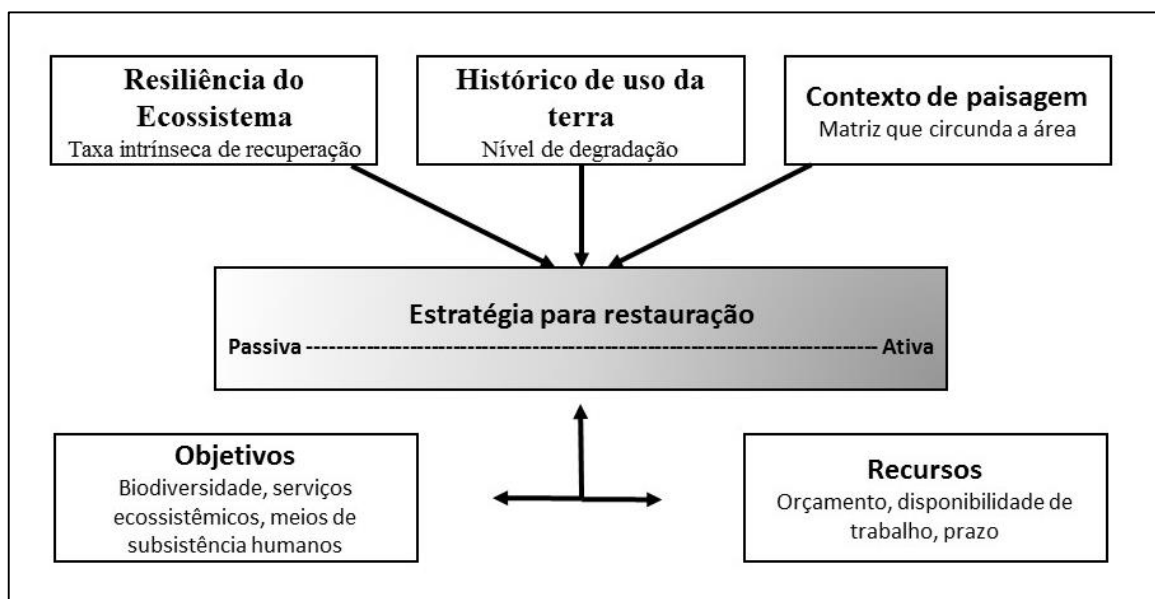 Resiliência do
Ecossistema
Taxa intrínseca de recuperação
Histórico de uso da
terra
Nível de degradação
Contexto de paisagem
Matriz que circunda a área
Estratégia para restauração
Passiva ---------------------------------------------------------------------------------- Ativa
Objetivos
Biodiversidade, serviços
ecossistêmicos, meios de
subsistência humanos
Recursos
Orçamento, disponibilidade de
trabalho, prazo